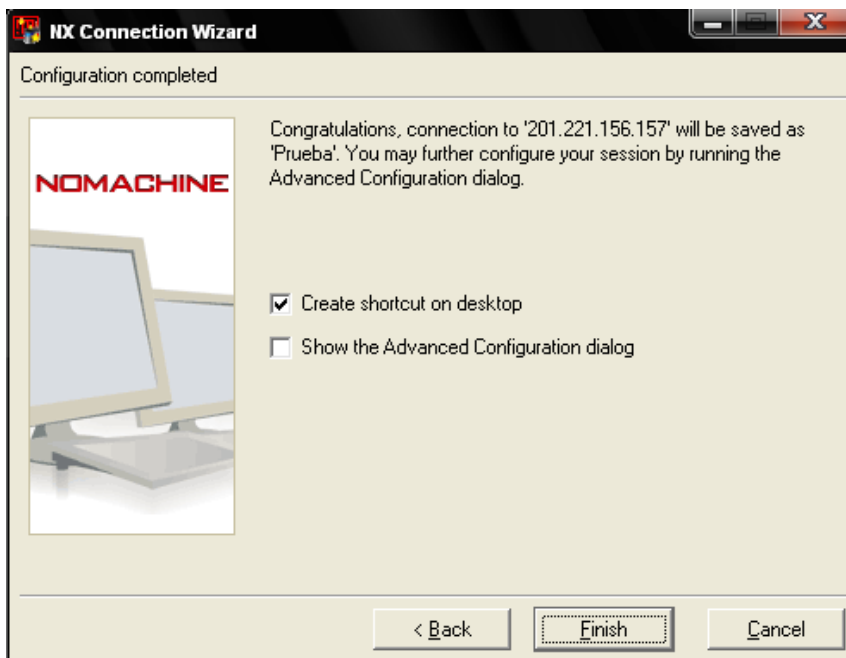 NX Connection Wizard
Configuration completed
NOMACHINE
Congratulations, connection to '201.221.156.157' will be saved as
'Prueba'. You may further configure your session by running the
Advanced Configuration dialog.
Create shortcut on desktop
Show the Advanced Configuration dialog
< Back
Finish
Cancel